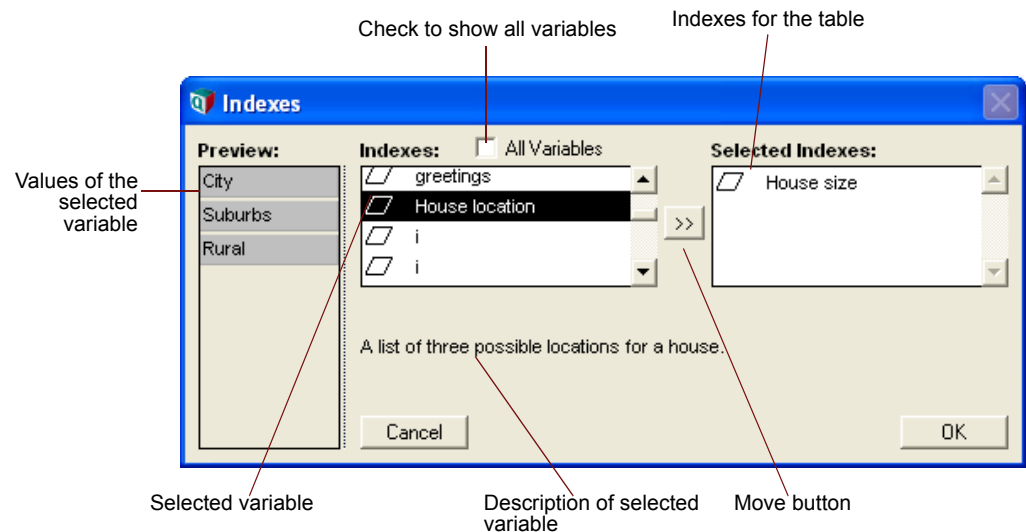 Check to show all variables
Indexes for the table
Indexes
Preview:
Indexes:
All Variables
Selected Indexes:
Values of the
selected
variable
City
Suburbs
Rural
greetings
House location
i
i
>>
House size
A list of three possible locations for a house.
Cancel
OK
Selected variable
Description of selected
variable
Move button